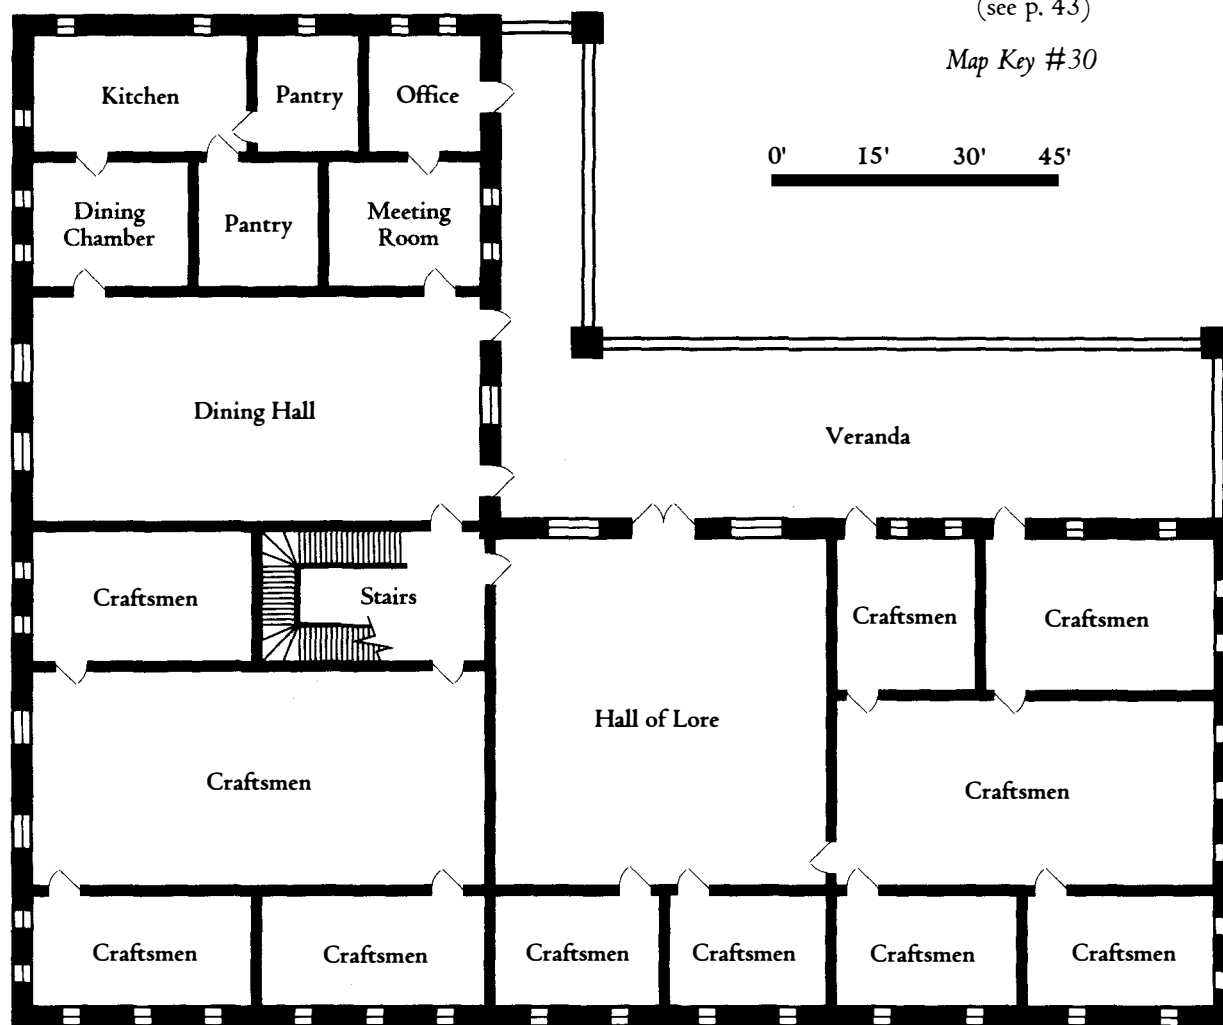 (see p. 43)
Map Key #30
0' 15' 30' 45'
Kitchen
Pantry
Office
Dining
Chamber
Pantry
Meeting
Room
Dining Hall
Veranda
Craftsmen
Stairs
Craftsmen
Craftsmen
Hall of Lore
Craftsmen
Craftsmen
Craftsmen
Craftsmen
Craftsmen
Craftsmen
Craftsmen
Craftsmen
Craftsmen